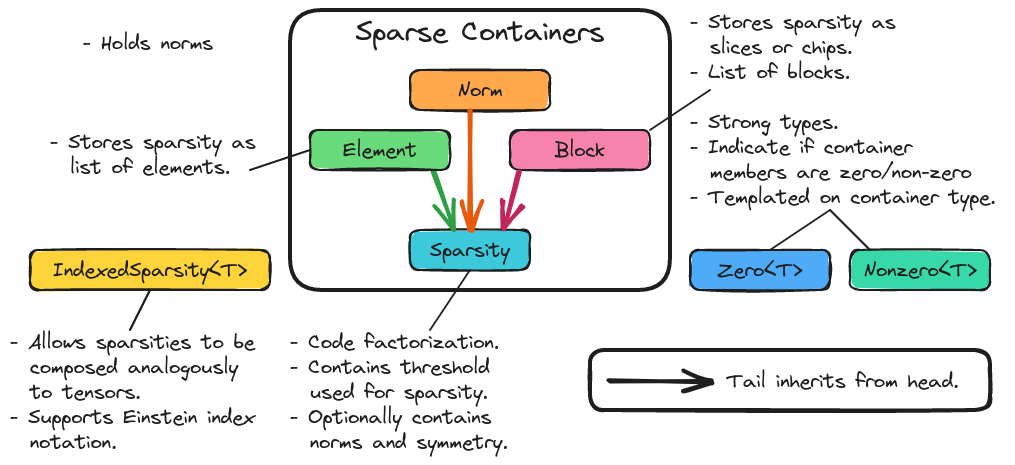 Sparse Containers
- Holds norms
Norm
- Stores sparsity as
slices or chips.
- List of blocks.
- Stores sparsity as
list of elements.
Element
Block
- Strong types.
- Indicate if container
members are zero/non-zero
- Templated on container type.
Sparsity
IndexedSparsity<T>
Zero<T>
Nonzero<T>
- Allows sparsities to be
composed analogously
to tensors.
- Supports Einstein index
notation.
- Code factorization.
- Contains threshold
used for sparsity.
- Optionally contains
norms and symmetry.
Tail inherits from head.